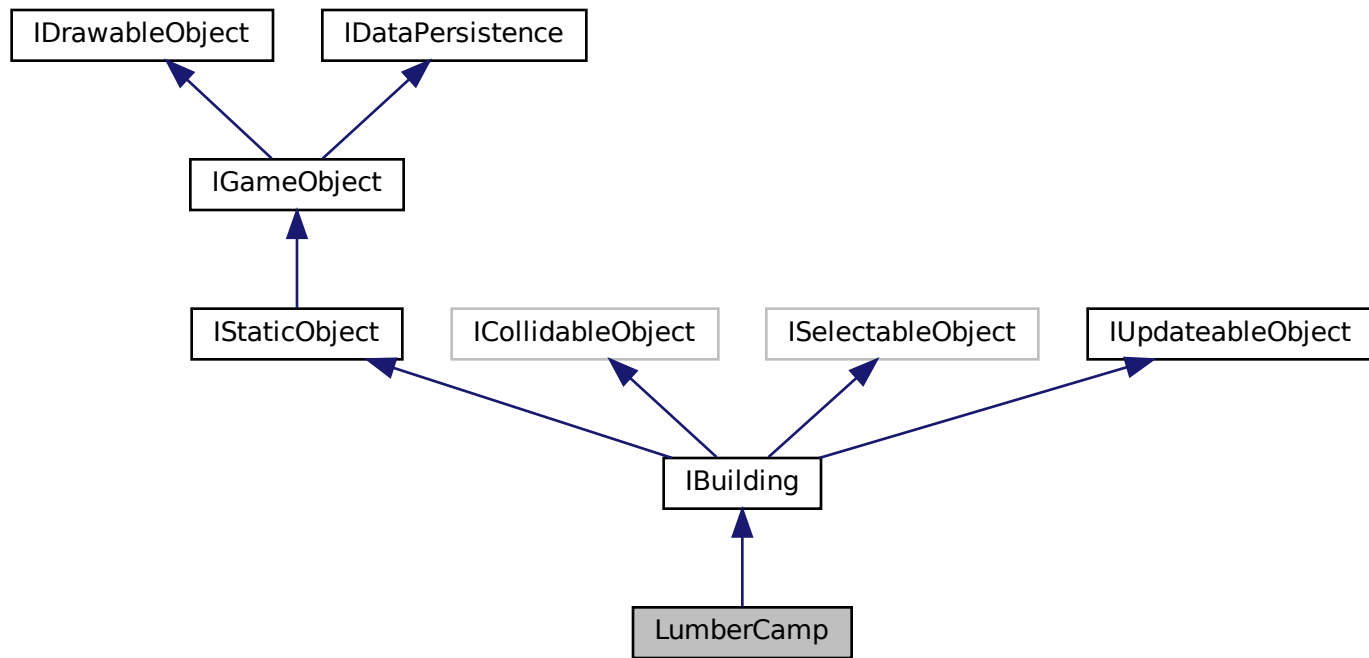 IDrawableObject
IDataPersistence
IGameObject
IStaticObject
ICollidableObject
ISelectableObject
IUpdateableObject
IBuilding
LumberCamp